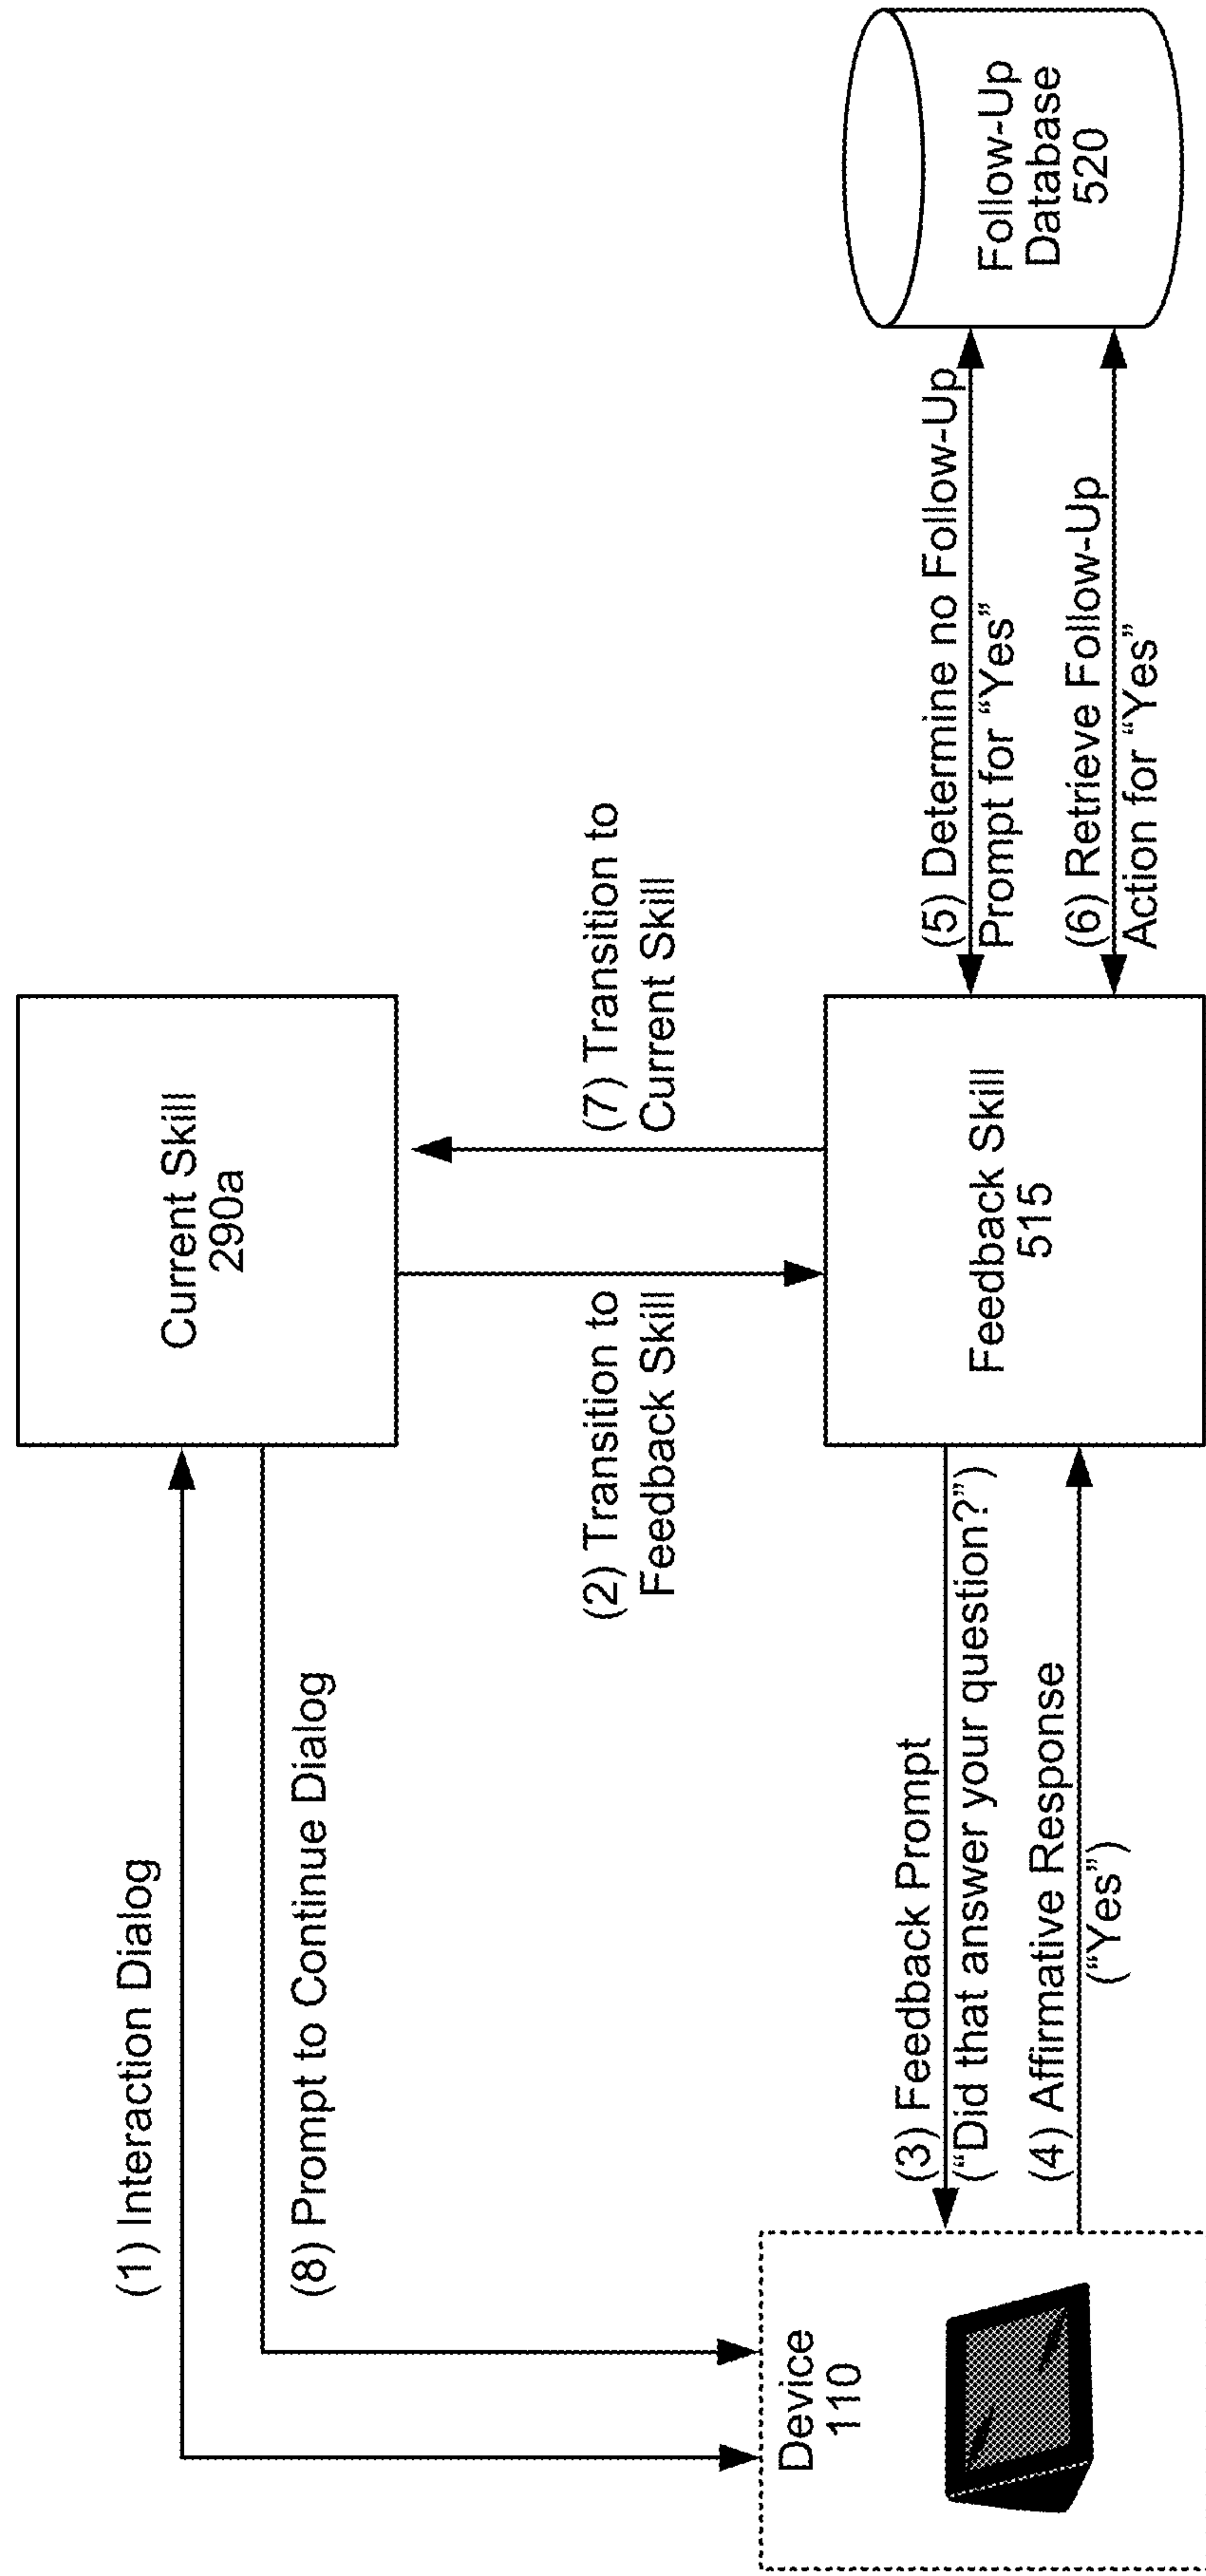 (1) Interaction Dialog
(8) Prompt to Continue Dialog
Current Skill
290a
(2) Transition to
Feedback Skill
(7) Transition to
Current Skill
Device
110
(3) Feedback Prompt
(“Did that answer your question?”)
(4) Affirmative Response
(“Yes”)
Feedback Skill
515
(5) Determine no Follow-Up
Prompt for “Yes”
(6) Retrieve Follow-Up
Action for “Yes”
Follow-Up
Database
520